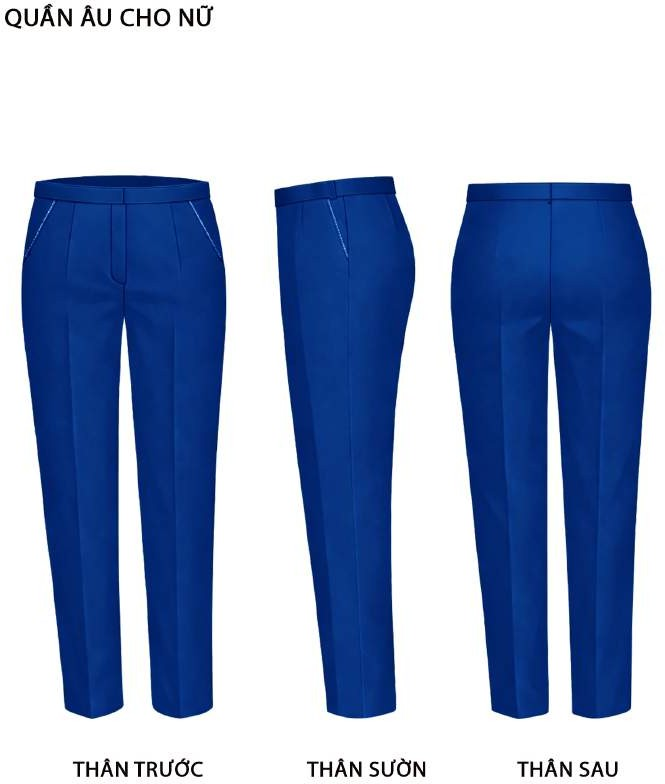 QUẦN ÂU CHO NỮ
THÂN TRƯỚC
THÂN SƯỜN
THÂN SAU